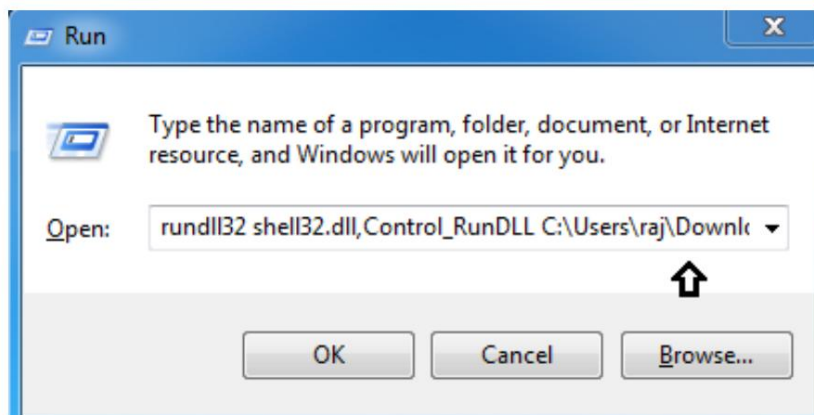 Run
Type the name of a program, folder, document, or Internet
resource, and Windows will open it for you.
Open: rundll32 shell32.dll,Control_RunDLL C:\Users\raj\Downlo
OK Cancel Browse...